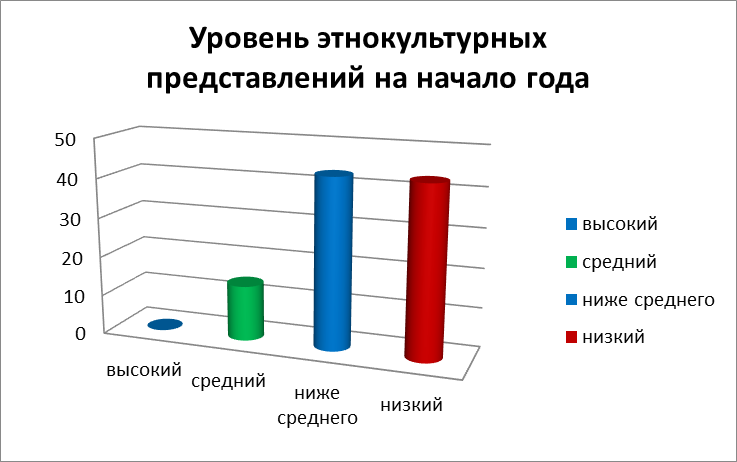 Уровень этнокультурных
представлений на начало года
50
40
30
20
10
0
высокий
средний
ниже
среднего
низкий
высокий
средний
ниже среднего
низкий